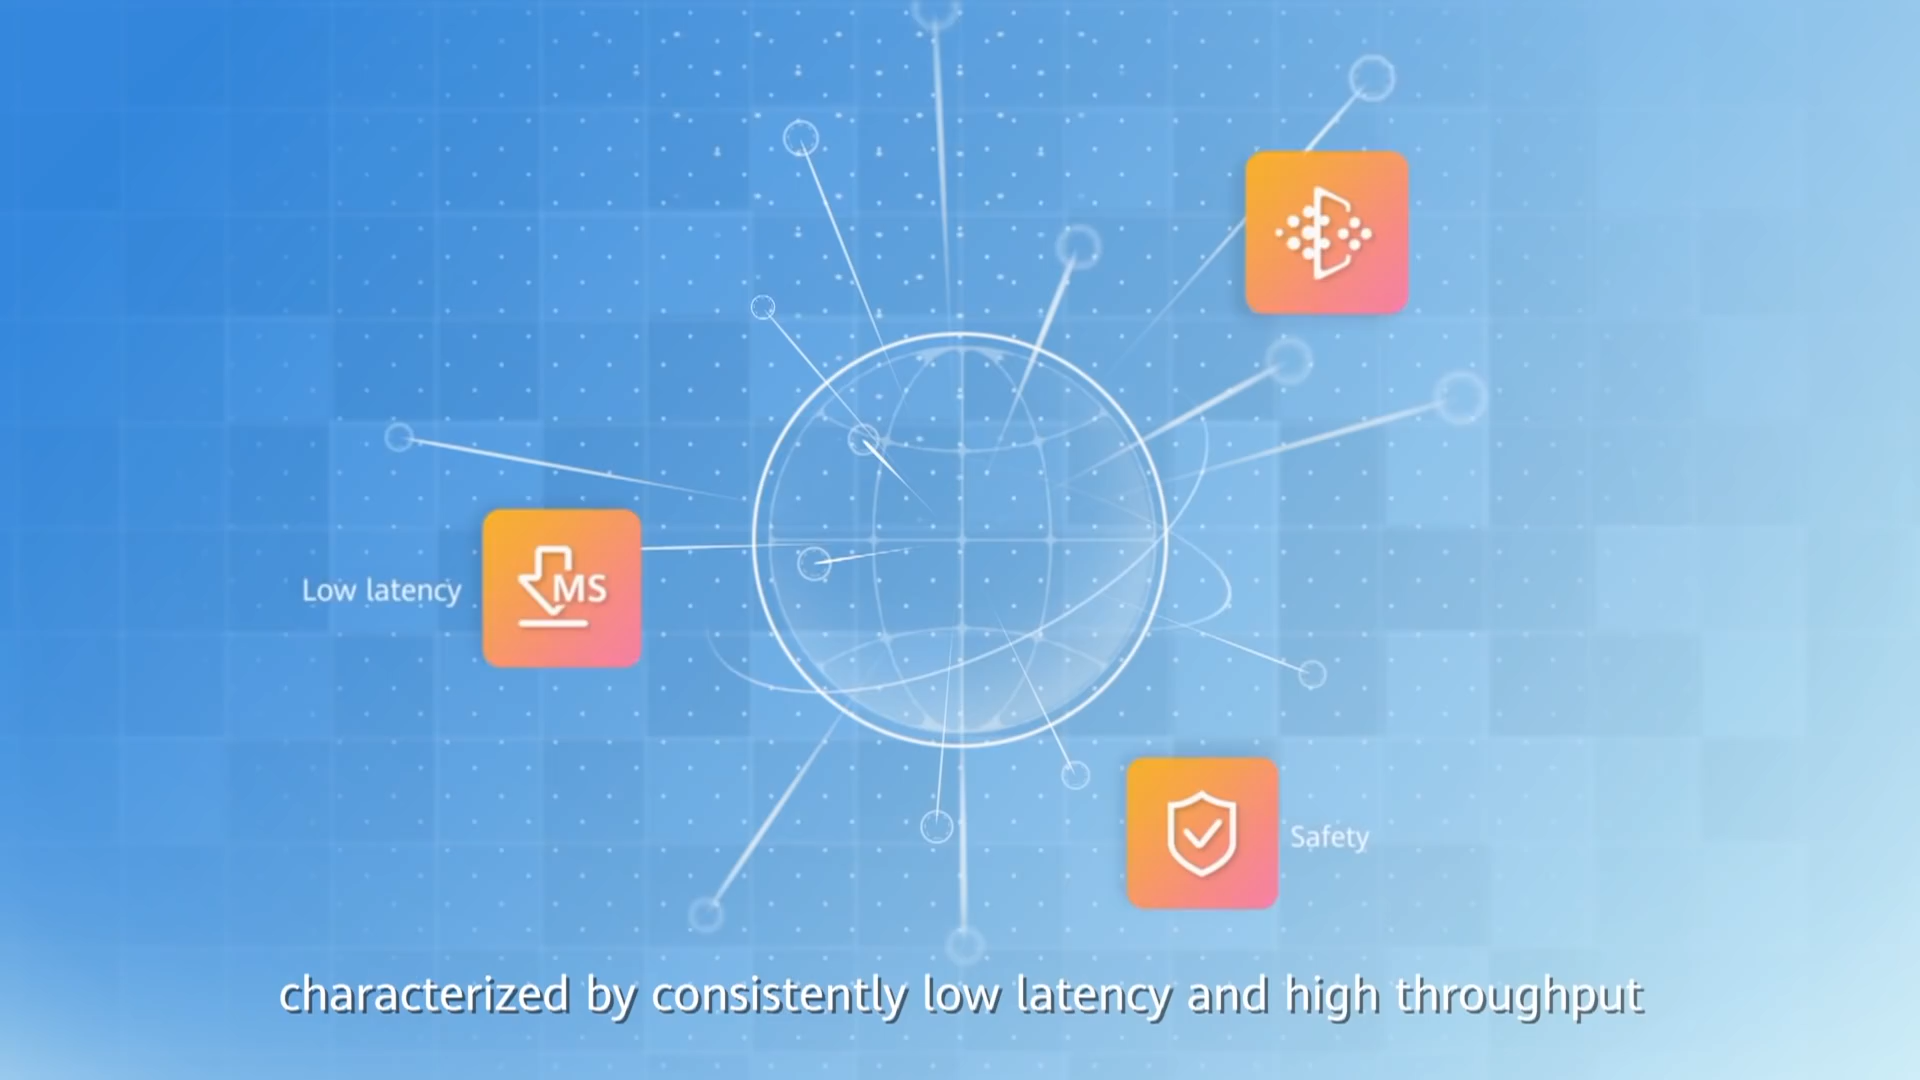 Low latency
MS
Safety
characterized by consistently low latency and high throughput